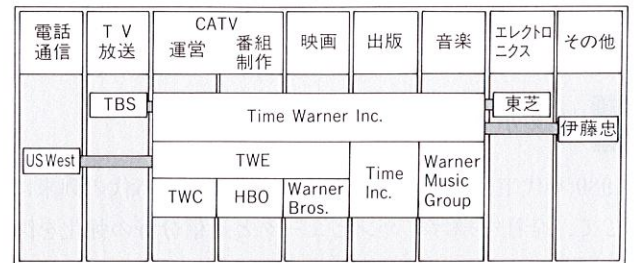 電話
通信
TV
放送
CATV
運営
番組
制作
映画
出版
音楽
エレクトロ
ニクス
その他
TBS
Time Warner Inc.
東芝
伊藤忠
US West
TWE
TWC
HBO
Warner
Bros.
Time
Inc.
Warner
Music
Group